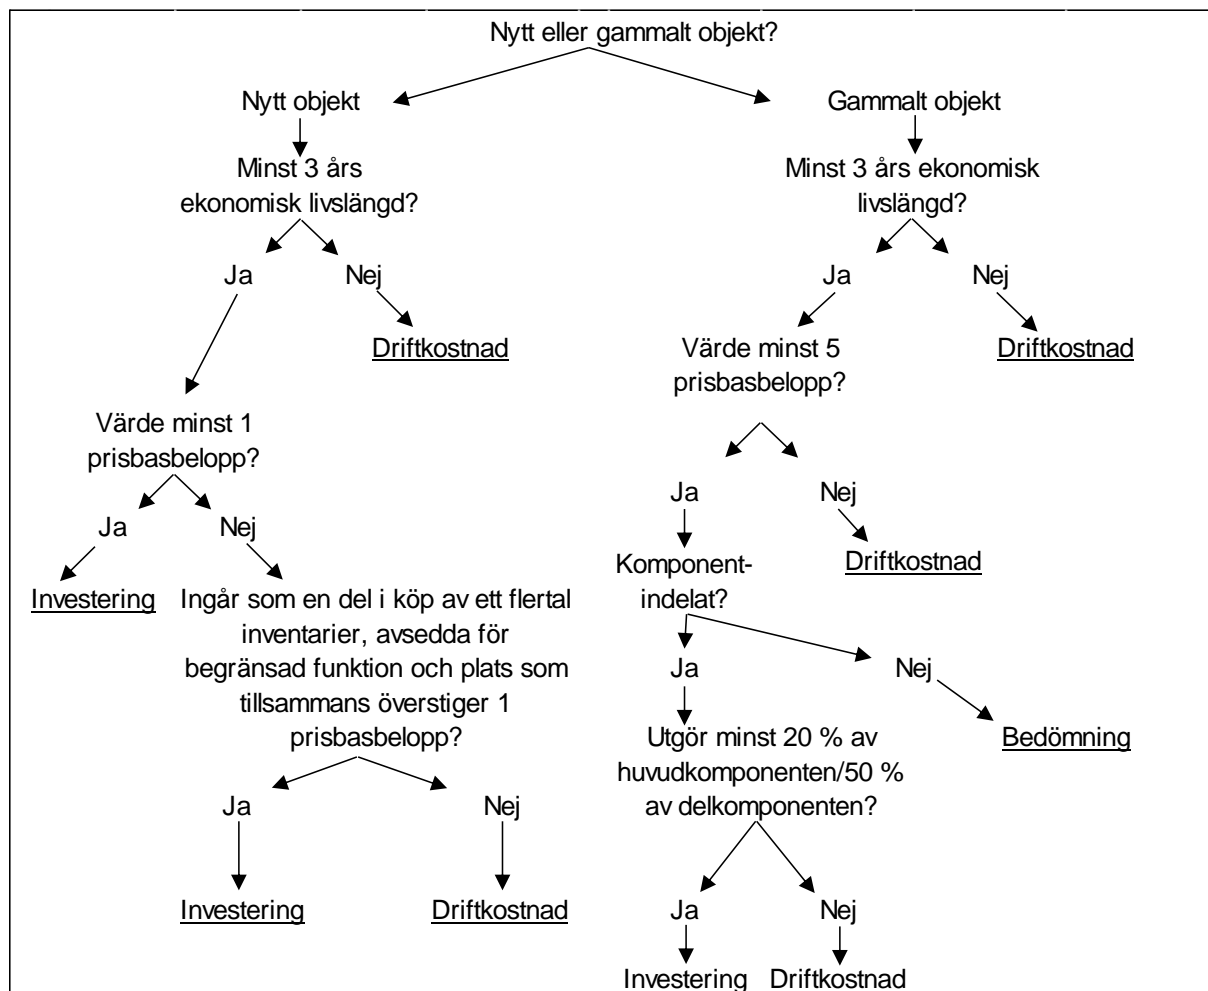 Nytt eller gammalt objekt?
Nytt objekt
Gammalt objekt
Minst 3 års
ekonomisk livslängd?
Minst 3 års ekonomisk
livslängd?
Ja
Nej
Ja
Nej
Driftkostnad
Värde minst 5
prisbasbelopp?
Driftkostnad
Värde minst 1
prisbasbelopp?
Ja
Nej
Ja
Nej
Investering
Ingår som en del i köp av ett flertal
inventarier, avsedda för
begränsad funktion och plats som
tillsammans överstiger 1
prisbasbelopp?
Komponent-
indelat?
Driftkostnad
Ja
Nej
Utgör minst 20 % av
huvudkomponenten/50 %
av delkomponenten?
Bedömning
Ja
Nej
Investering
Driftkostnad
Ja
Nej
Investering
Driftkostnad